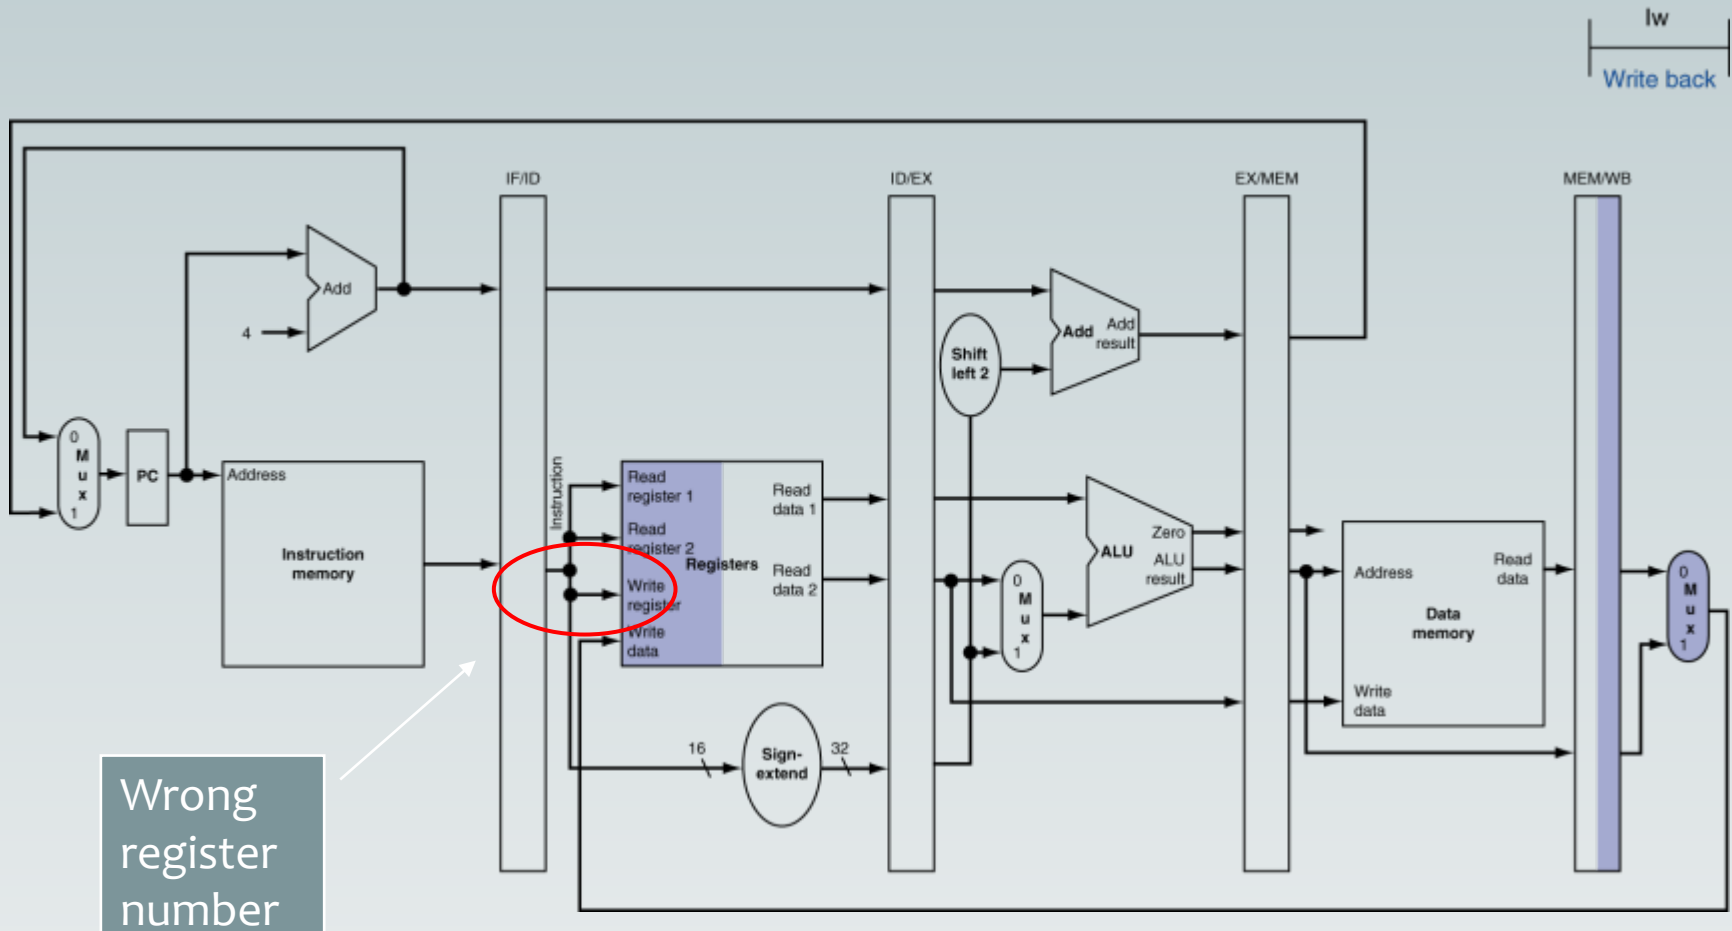 lw
Write back
IF/ID
ID/EX
EX/MEM
MEM/WB
Add
4
Add
Add
result
Shift
left 2
0
M
u
x
1
PC
Address
Instruction
memory
Instruction
Read
register 1
Read
register 2
Write
register
Write
data
Registers
Read
data 1
Read
data 2
0
M
u
x
1
Zero
ALU
ALU
result
Address
Read
data
Data
memory
Write
data
0
M
u
x
1
16
Sign-
extend
32
Wrong
register
number